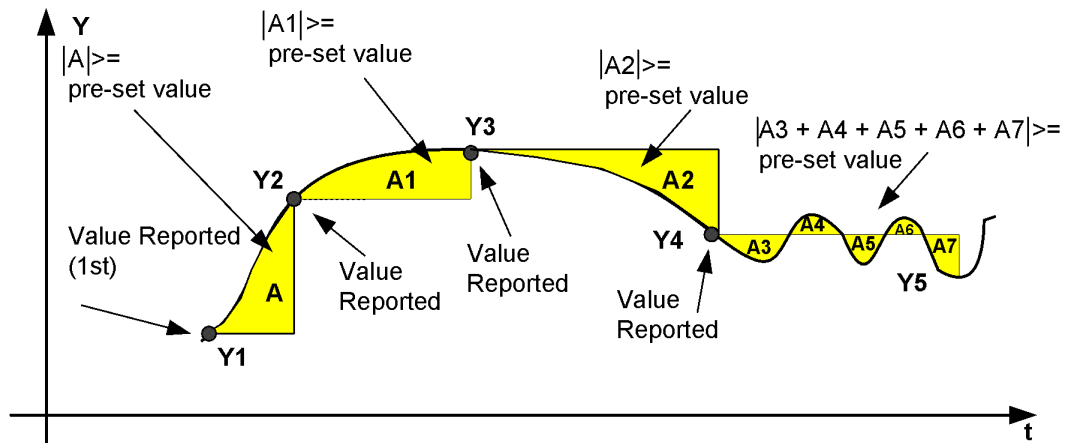 Y
|A1|>=
pre-set value
|A|>=
pre-set value
|A2|>=
pre-set value
|A3 + A4 + A5 + A6 + A7|>=
pre-set value
Y3
Y2
A1
A2
Value Reported
(1st)
A
Y1
Value
Reported
Value
Reported
Y4
Value
Reported
A3
A4
A5
A6
A7
Y5
t